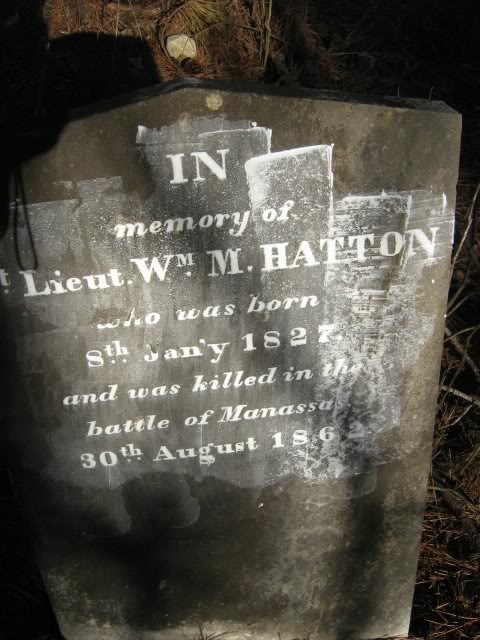 IN
memory of
t Lieut. Wᴹ. M. HATTON
who was born
8th Jan'y 1827.
and was killed in the
battle of Manassa
30th August 1862.